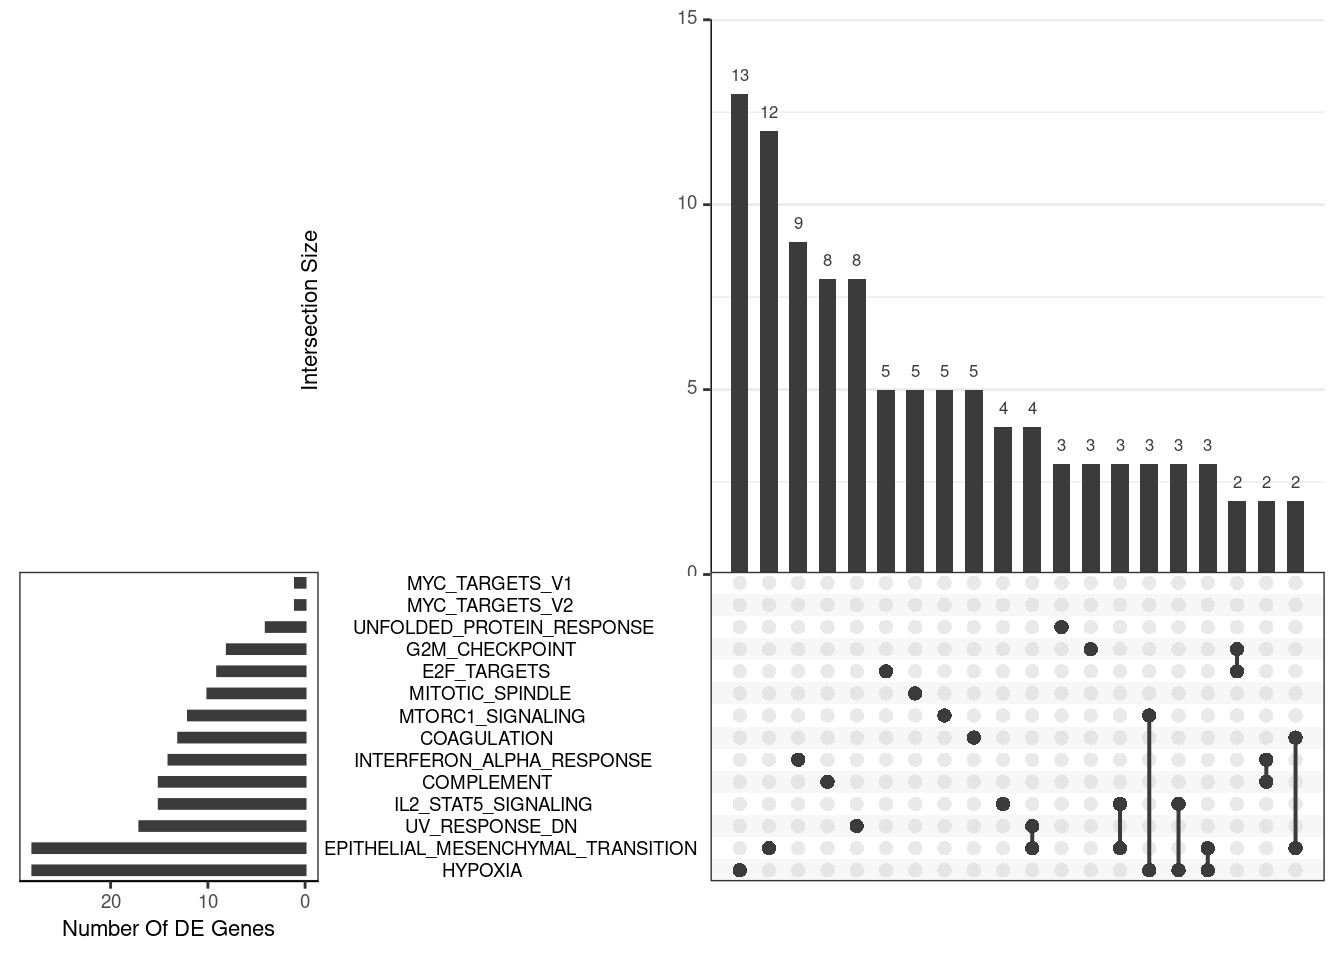 15
13
12
10
9
8 8
Intersection Size
5 5 5 5
5
4 4
3 3 3 3 3 3
2 2 2
0
MYC_TARGETS_V1
MYC_TARGETS_V2
UNFOLDED_PROTEIN_RESPONSE
G2M_CHECKPOINT
E2F_TARGETS
MITOTIC_SPINDLE
MTORC1_SIGNALING
COAGULATION
INTERFERON_ALPHA_RESPONSE
COMPLEMENT
IL2_STAT5_SIGNALING
UV_RESPONSE_DN
EPITHELIAL_MESENCHYMAL_TRANSITION
HYPOXIA
20 10 0
Number Of DE Genes